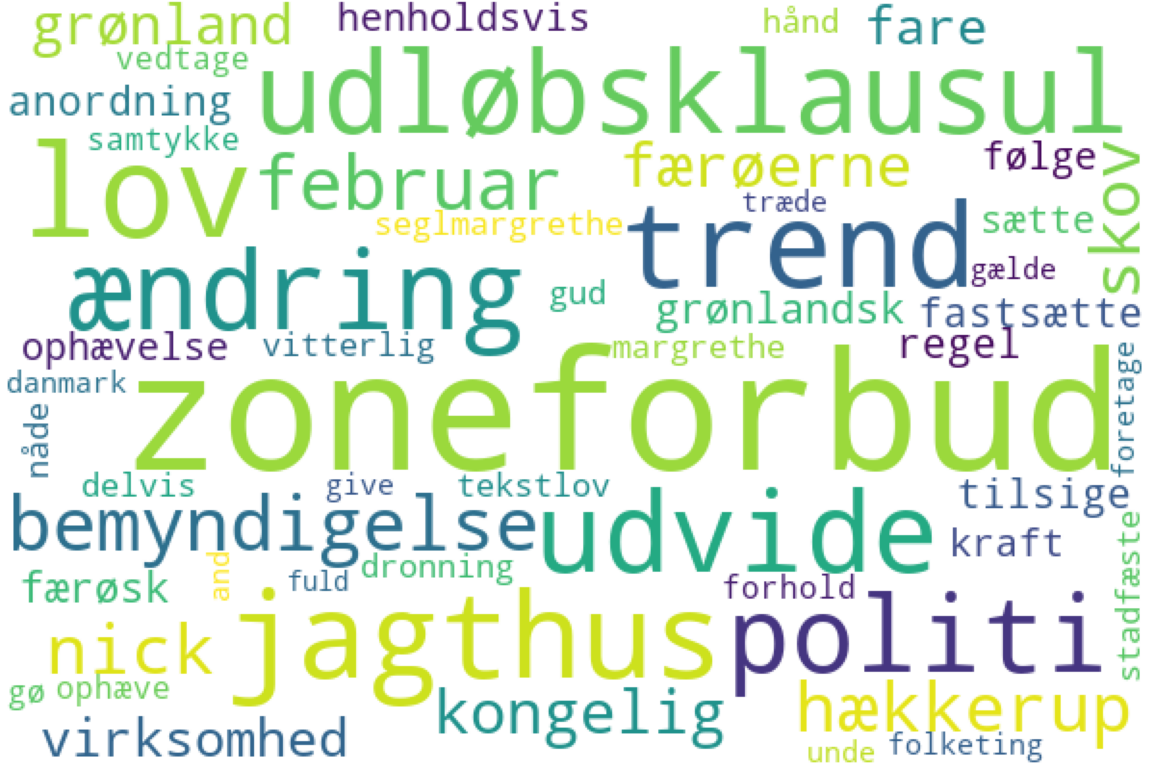 grønland henholdsvis hånd fare
vedtage
anordning udløbsklausul
samtykke
lov februar færøerne følge skov
seglmargrethe trend træde sætte
ændring gud gælde
grønlandsk fastsætte
ophævelse vitterlig margrethe regel
danmark zoneforbud foretage
nåde
delvis give tekstlov tilsige
bemyndigelse udvide kraft
færøsk and fuld dronning forhold stadfæste
nick jagthus politi
gø ophæve kongelig hækkerup
virksomhed unde folketing